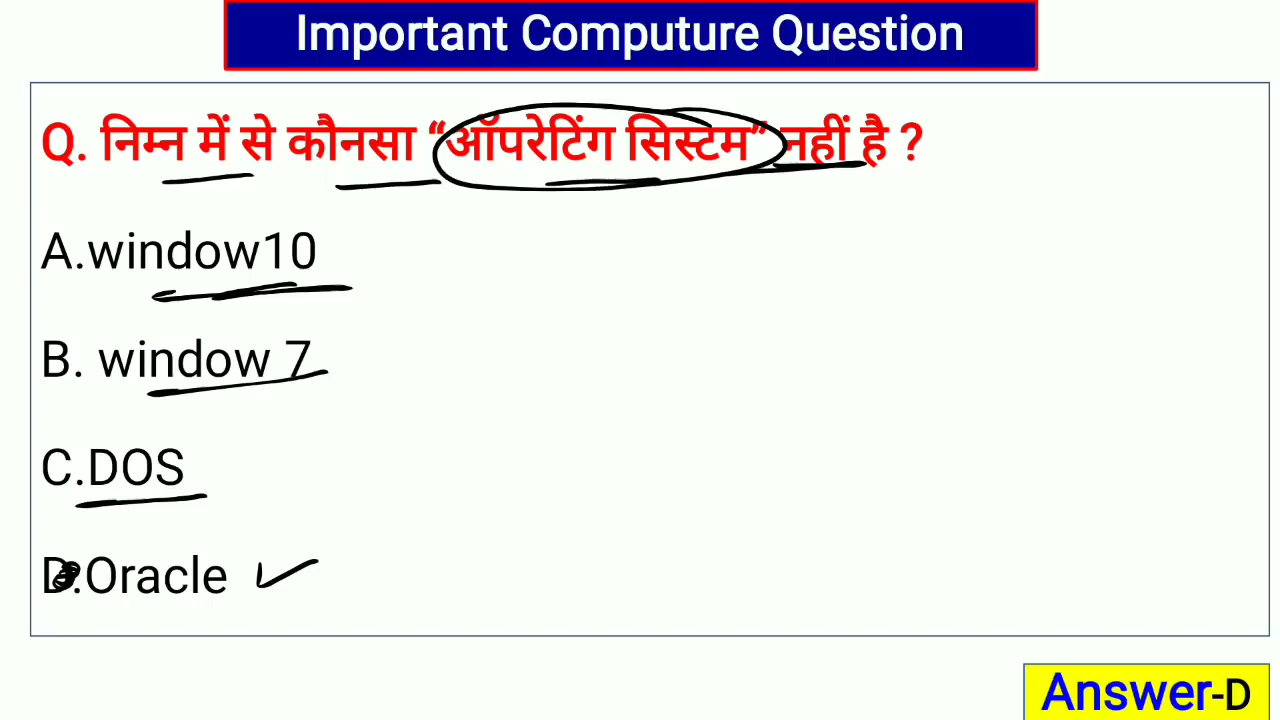 Important Computure Question
Q. निम्न में से कौनसा “ऑपरेटिंग सिस्टम” नहीं है ?
A.window10
B. window 7
C.DOS
D.Oracle
Answer-D